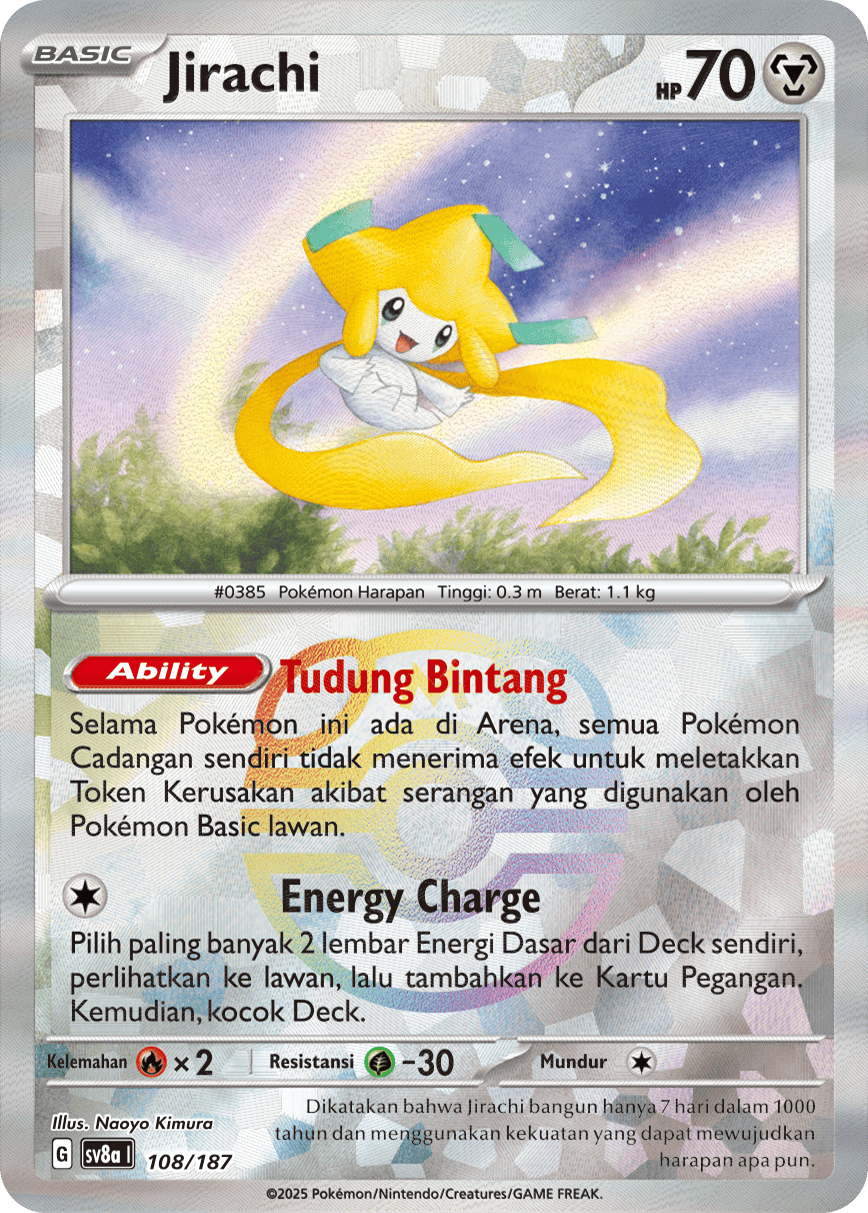 BASIC
Jirachi
HP 70
#0385 Pokémon Harapan Tinggi: 0.3 m Berat: 1.1 kg
Ability Tudung Bintang
Selama Pokémon ini ada di Arena, semua Pokémon
Cadangan sendiri tidak menerima efek untuk meletakkan
Token Kerusakan akibat serangan yang digunakan oleh
Pokémon Basic lawan.
Energy Charge
Pilih paling banyak 2 lembar Energi Dasar dari Deck sendiri,
perlihatkan ke lawan, lalu tambahkan ke Kartu Pegangan.
Kemudian, kocok Deck.
Kelemahan ×2 Resistansi -30 Mundur
Illus. Naoyo Kimura
G sv8a I 108/187
Dikatakan bahwa Jirachi bangun hanya 7 hari dalam 1000
tahun dan menggunakan kekuatan yang dapat mewujudkan
harapan apa pun.
©2025 Pokémon/Nintendo/Creatures/GAME FREAK.